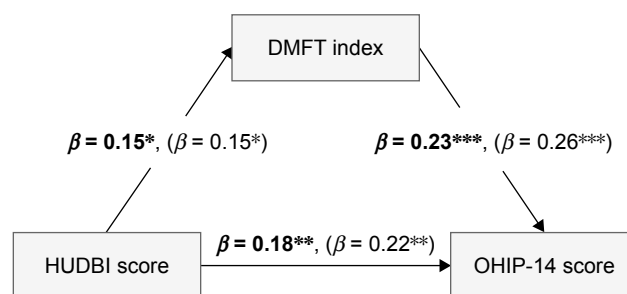 DMFT index
β = 0.15*, (β = 0.15*)
β = 0.23***, (β = 0.26***)
HUDBI score
β = 0.18**, (β = 0.22**)
OHIP-14 score